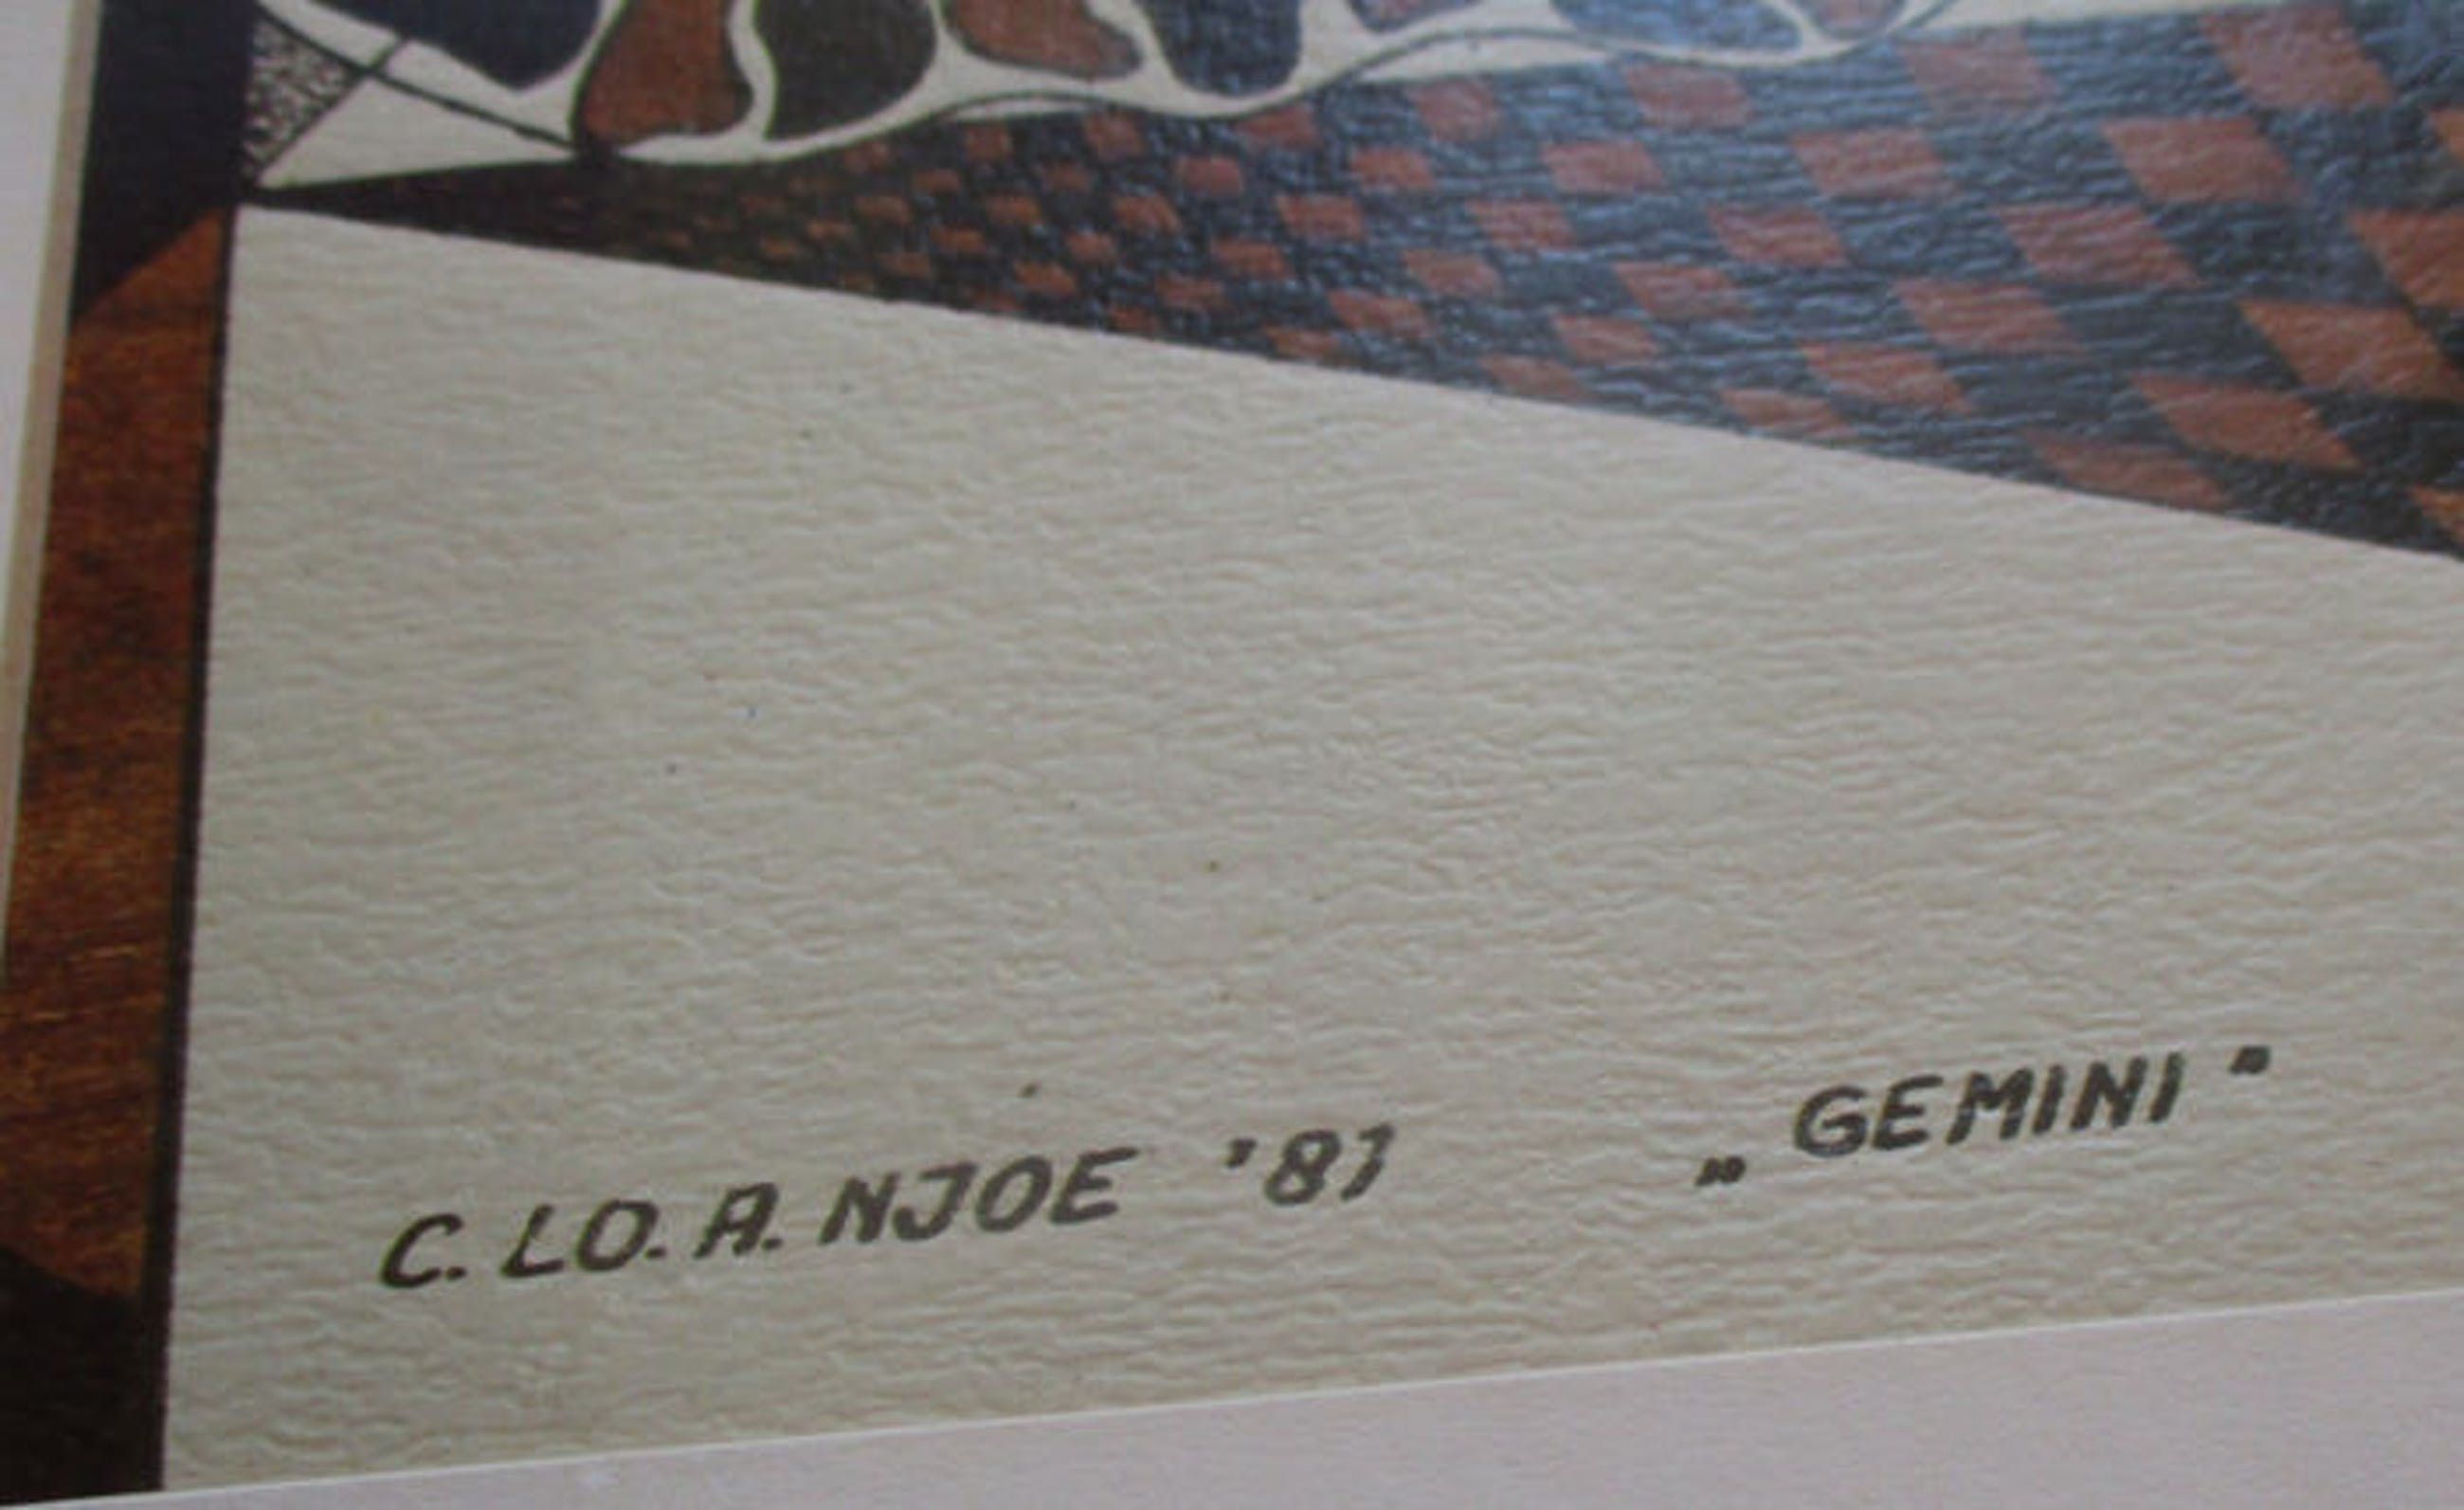 C. LO. A. NJOE '81 „GEMINI"